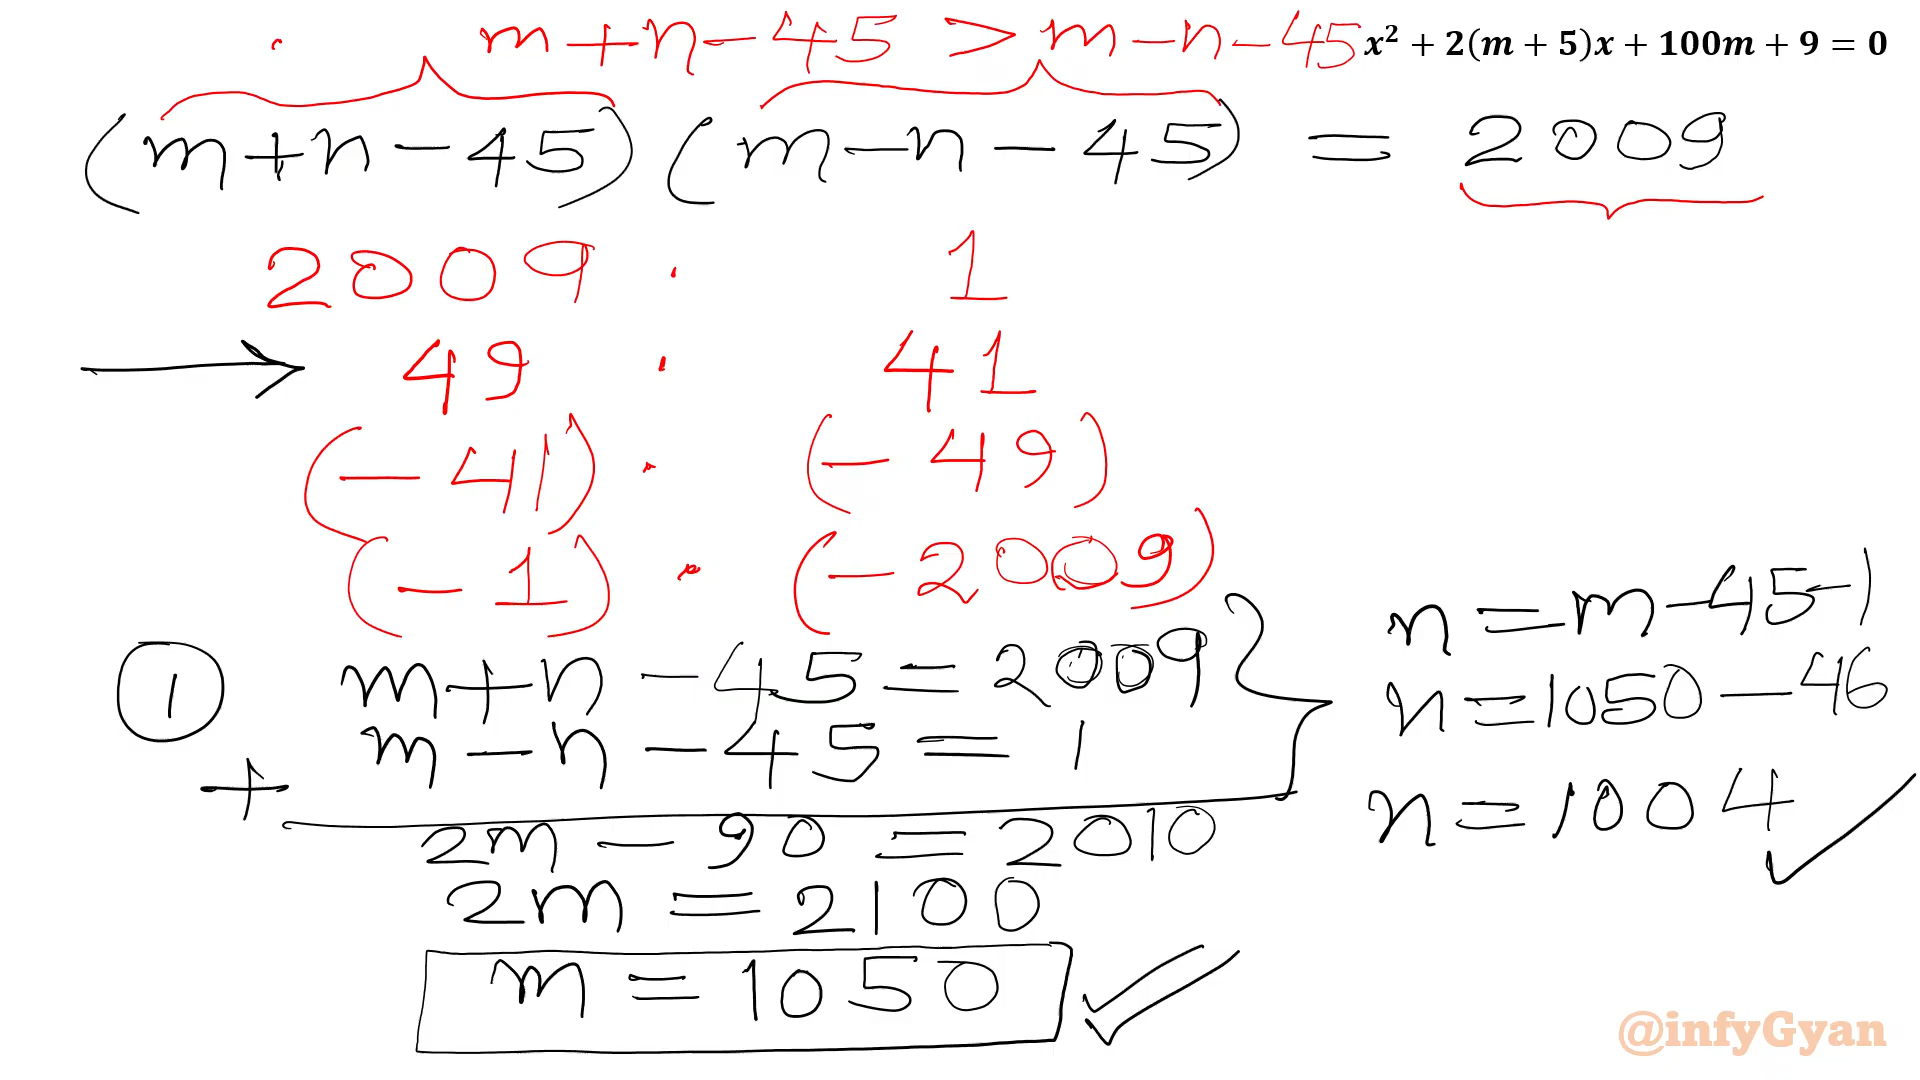 m+n-45 > m-n-45
x² + 2(m + 5)x + 100m + 9 = 0
(m+n-45)(m-n-45) = 2009
2009 · 1
→ 49 · 41
(-41) · (-49)
(-1) · (-2009)
① m+n-45=2009
m-n-45=1
+
2m-90=2010
2m=2100
m=1050
n=m-45-1
n=1050-46
n=1004
@infyGyan